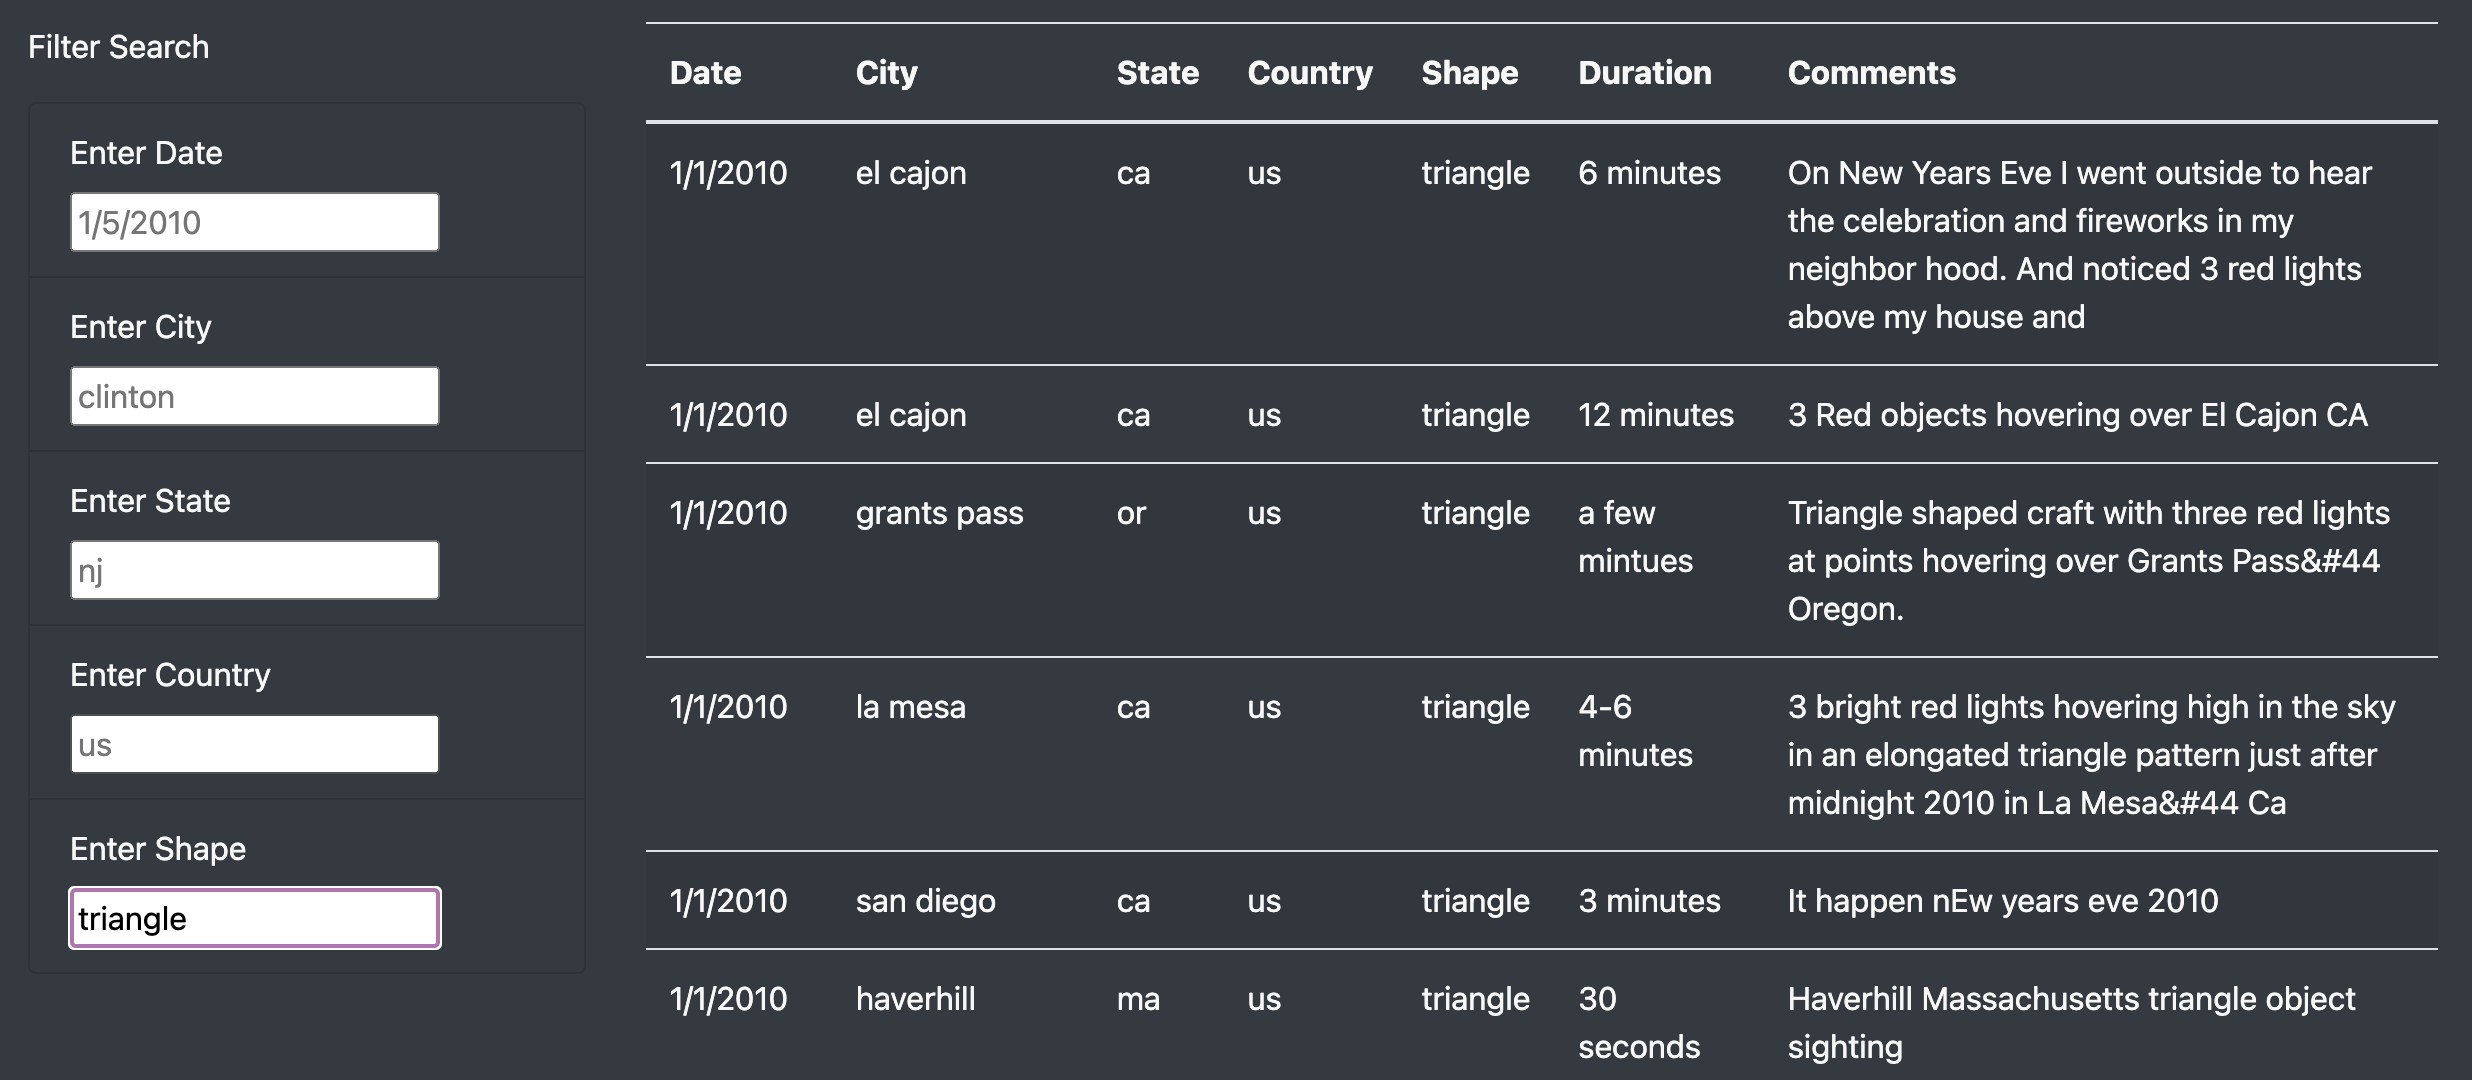 Filter Search
Enter Date
1/5/2010
Enter City
clinton
Enter State
nj
Enter Country
us
Enter Shape
triangle
Date City State Country Shape Duration Comments
1/1/2010 el cajon ca us triangle 6 minutes On New Years Eve I went outside to hear
the celebration and fireworks in my
neighbor hood. And noticed 3 red lights
above my house and
1/1/2010 el cajon ca us triangle 12 minutes 3 Red objects hovering over El Cajon CA
1/1/2010 grants pass or us triangle a few Triangle shaped craft with three red lights
mintues at points hovering over Grants Pass&#44
Oregon.
1/1/2010 la mesa ca us triangle 4-6 3 bright red lights hovering high in the sky
minutes in an elongated triangle pattern just after
midnight 2010 in La Mesa&#44 Ca
1/1/2010 san diego ca us triangle 3 minutes It happen nEw years eve 2010
1/1/2010 haverhill ma us triangle 30 Haverhill Massachusetts triangle object
seconds sighting